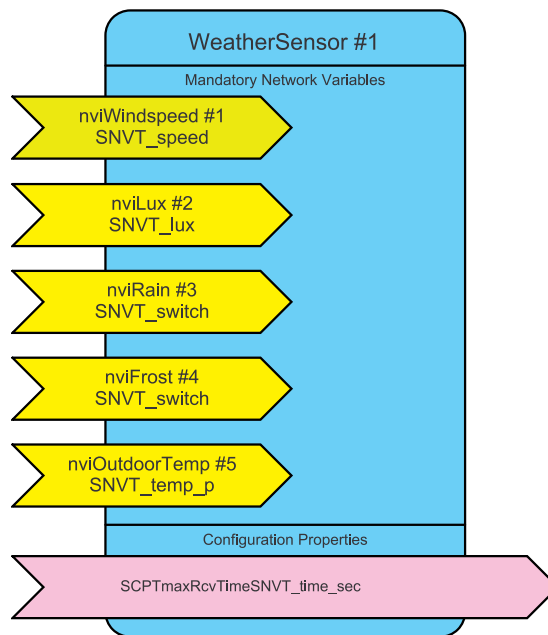 WeatherSensor #1
Mandatory Network Variables
nviWindspeed #1
SNVT_speed
nviLux #2
SNVT_lux
nviRain #3
SNVT_switch
nviFrost #4
SNVT_switch
nviOutdoorTemp #5
SNVT_temp_p
Configuration Properties
SCPTmaxRcvTimeSNVT_time_sec